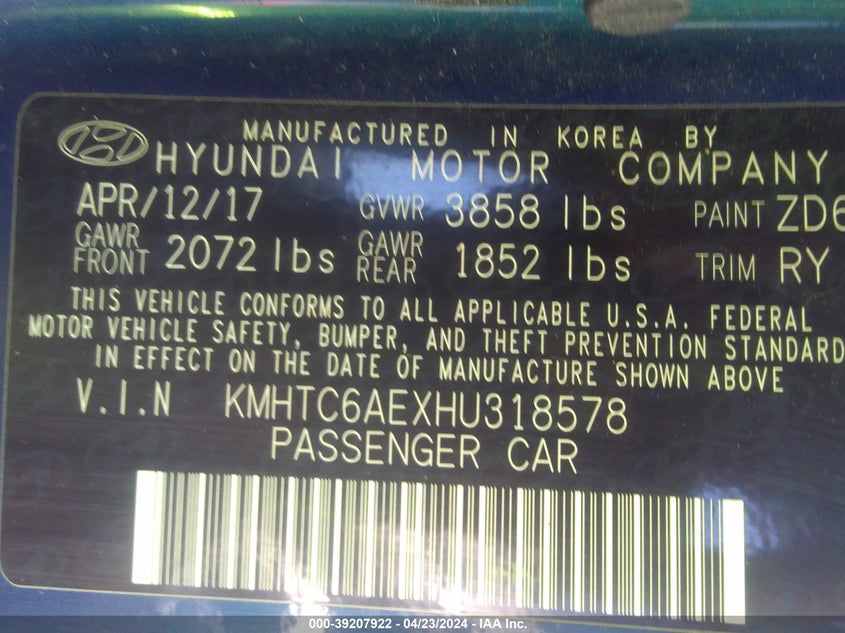 MANUFACTURED IN KOREA BY
HYUNDAI MOTOR COMPANY
APR/12/17 GVWR 3858 lbs PAINT ZD6
GAWR FRONT 2072 lbs GAWR REAR 1852 lbs TRIM RY
THIS VEHICLE CONFORMS TO ALL APPLICABLE U.S.A. FEDERAL
MOTOR VEHICLE SAFETY, BUMPER, AND THEFT PREVENTION STANDARD
IN EFFECT ON THE DATE OF MANUFACTURE SHOWN ABOVE
V.I.N KMHTC6AEXHU318578
PASSENGER CAR
000-39207922 - 04/23/2024 - IAA Inc.